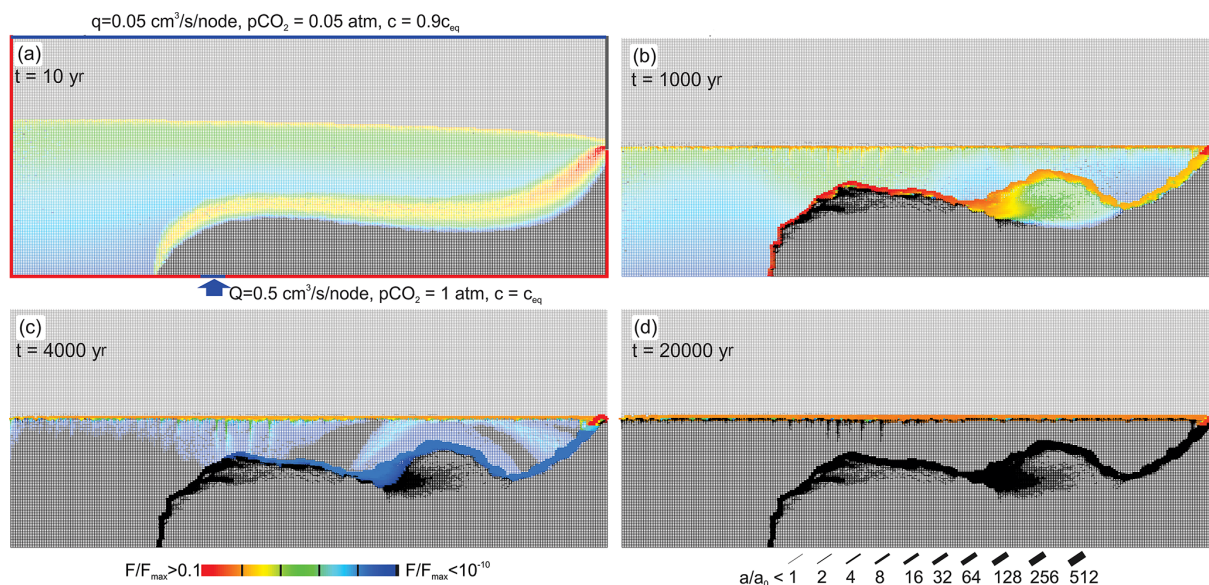 q=0.05 cm³/s/node, pCO₂ = 0.05 atm, c = 0.9c_eq
(a)
t = 10 yr
(b)
t = 1000 yr
Q=0.5 cm³/s/node, pCO₂ = 1 atm, c = c_eq
(c)
t = 4000 yr
(d)
t = 20000 yr
F/F_max>0.1
F/F_max<10⁻¹⁰
a/a₀ < 1 2 4 8 16 32 64 128 256 512